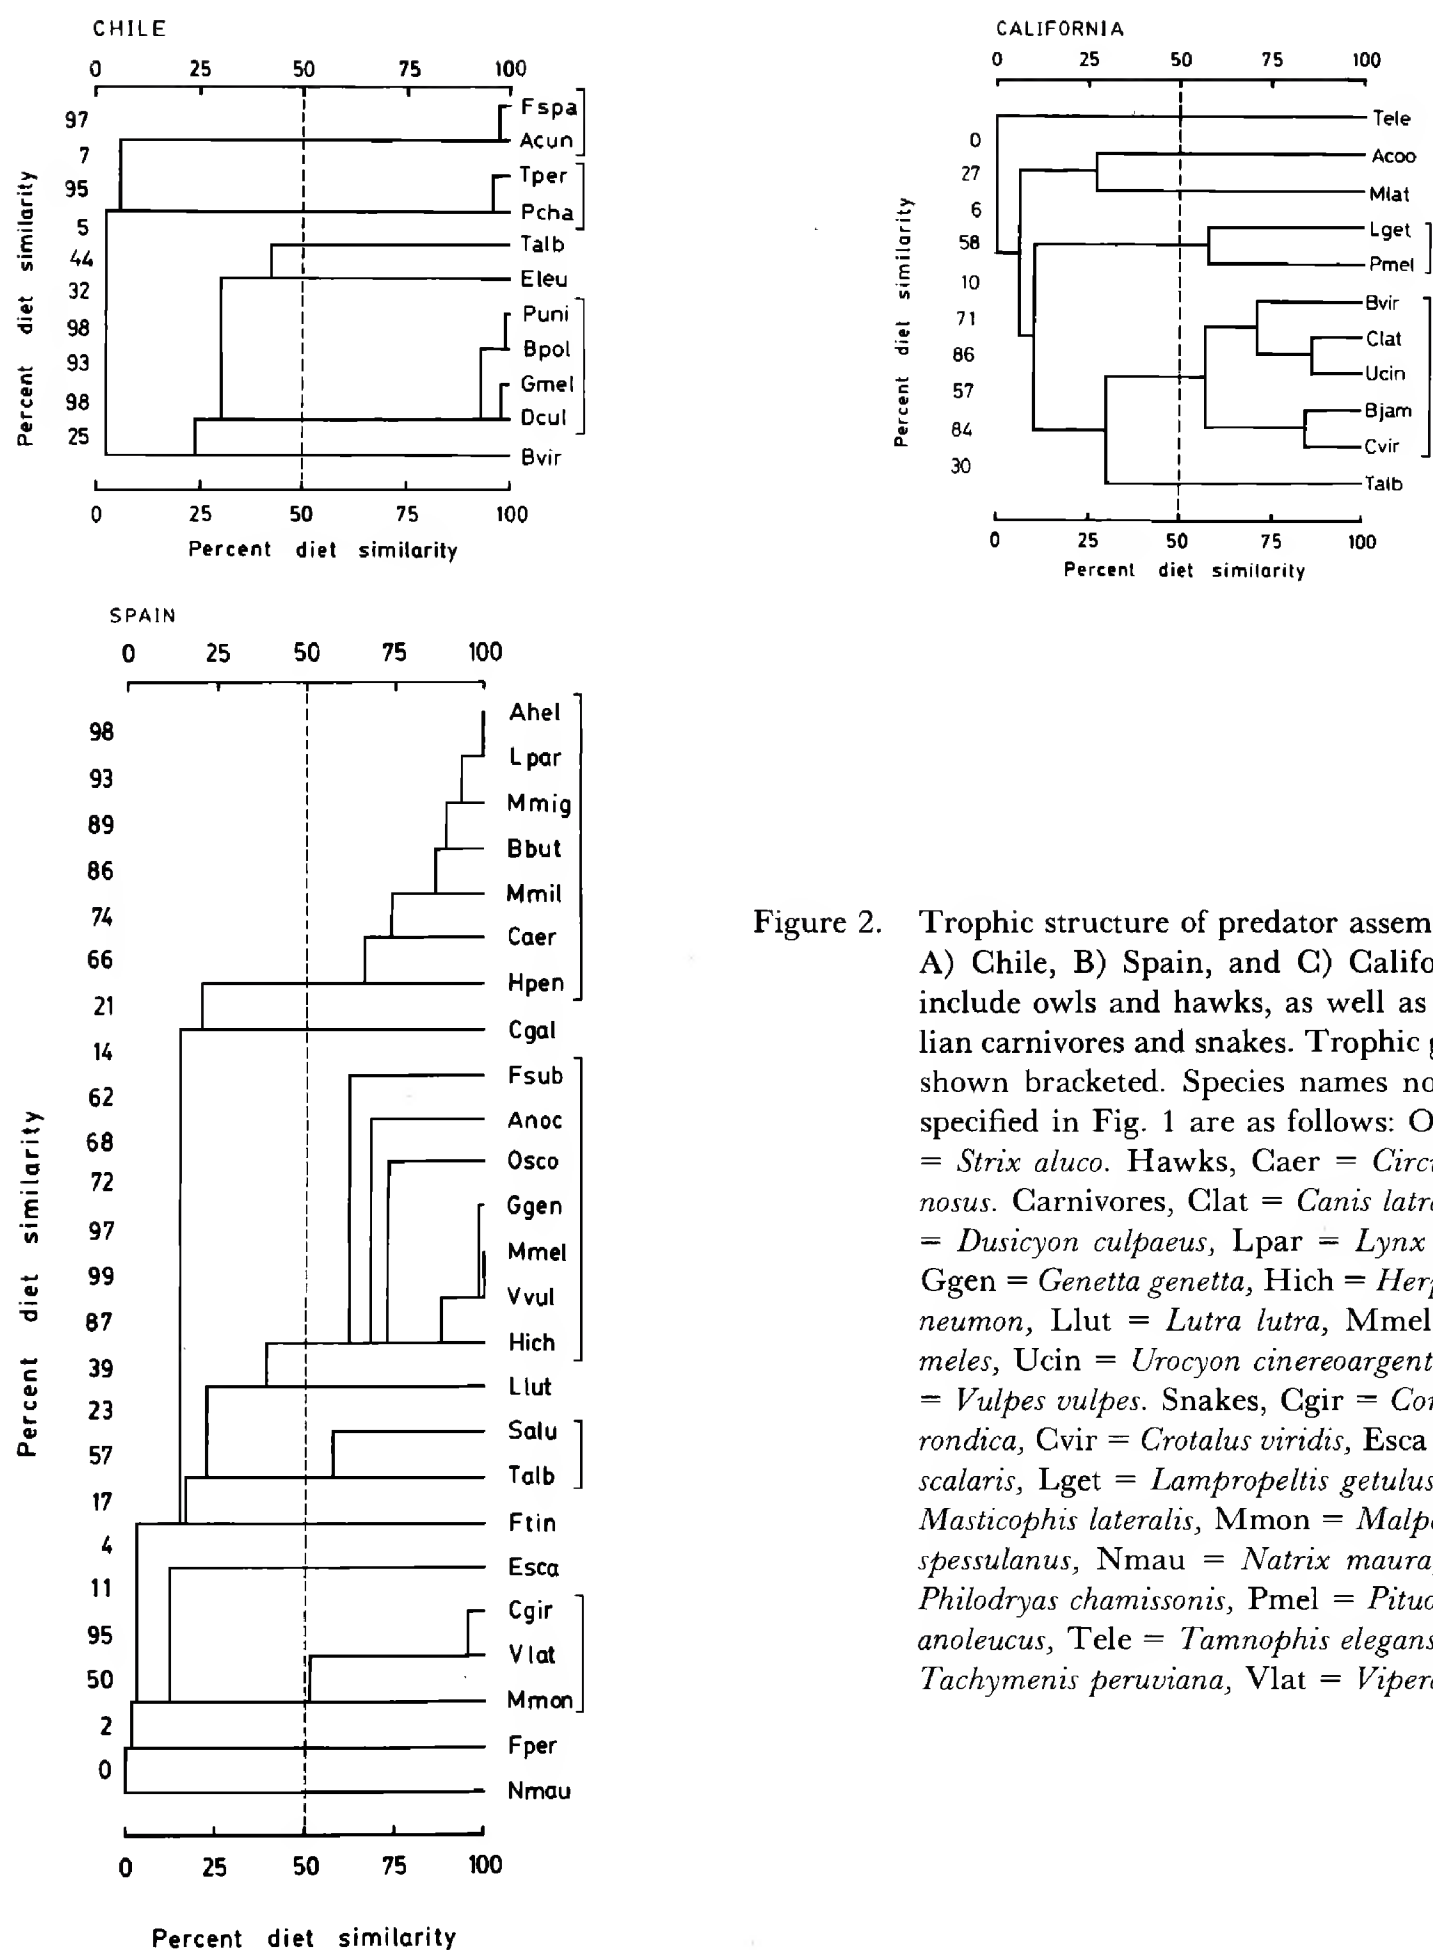 CHILE
0 25 50 75 100
Percent diet similarity
97
7
95
5
44
32
98
93
98
25
Fspa
Acun
Tper
Pcha
Talb
Eleu
Puni
Bpol
Gmel
Dcul
Bvir
0 25 50 75 100
Percent diet similarity
CALIFORNIA
0 25 50 75 100
Percent diet similarity
0
27
6
58
10
71
86
57
84
30
Tele
Acoo
Mlat
Lget
Pmel
Bvir
Clat
Ucin
Bjam
Cvir
Talb
0 25 50 75 100
Percent diet similarity
SPAIN
0 25 50 75 100
Percent diet similarity
98
93
89
86
74
66
21
14
62
68
72
97
99
87
39
23
57
17
4
11
95
50
2
0
Ahel
Lpar
Mmig
Bbut
Mmil
Caer
Hpen
Cgal
Fsub
Anoc
Osco
Ggen
Mmel
Vvul
Hich
Llut
Salu
Talb
Ftin
Esca
Cgir
Vlat
Mmon
Fper
Nmau
0 25 50 75 100
Percent diet similarity
Figure 2. Trophic structure of predator assem
A) Chile, B) Spain, and C) Califo
include owls and hawks, as well as
lian carnivores and snakes. Trophic g
shown bracketed. Species names no
specified in Fig. 1 are as follows: O
= Strix aluco. Hawks, Caer = Circ
nosus. Carnivores, Clat = Canis latr
= Dusicyon culpaeus, Lpar = Lynx
Ggen = Genetta genetta, Hich = Her
neumon, Llut = Lutra lutra, Mmel
meles, Ucin = Urocyon cinereoargent
= Vulpes vulpes. Snakes, Cgir = Cor
rondica, Cvir = Crotalus viridis, Esca
scalaris, Lget = Lampropeltis getulus
Masticophis lateralis, Mmon = Malp
spessulanus, Nmau = Natrix maura,
Philodryas chamissonis, Pmel = Pituo
anoleucus, Tele = Tamnophis elegans
Tachymenis peruviana, Vlat = Viper